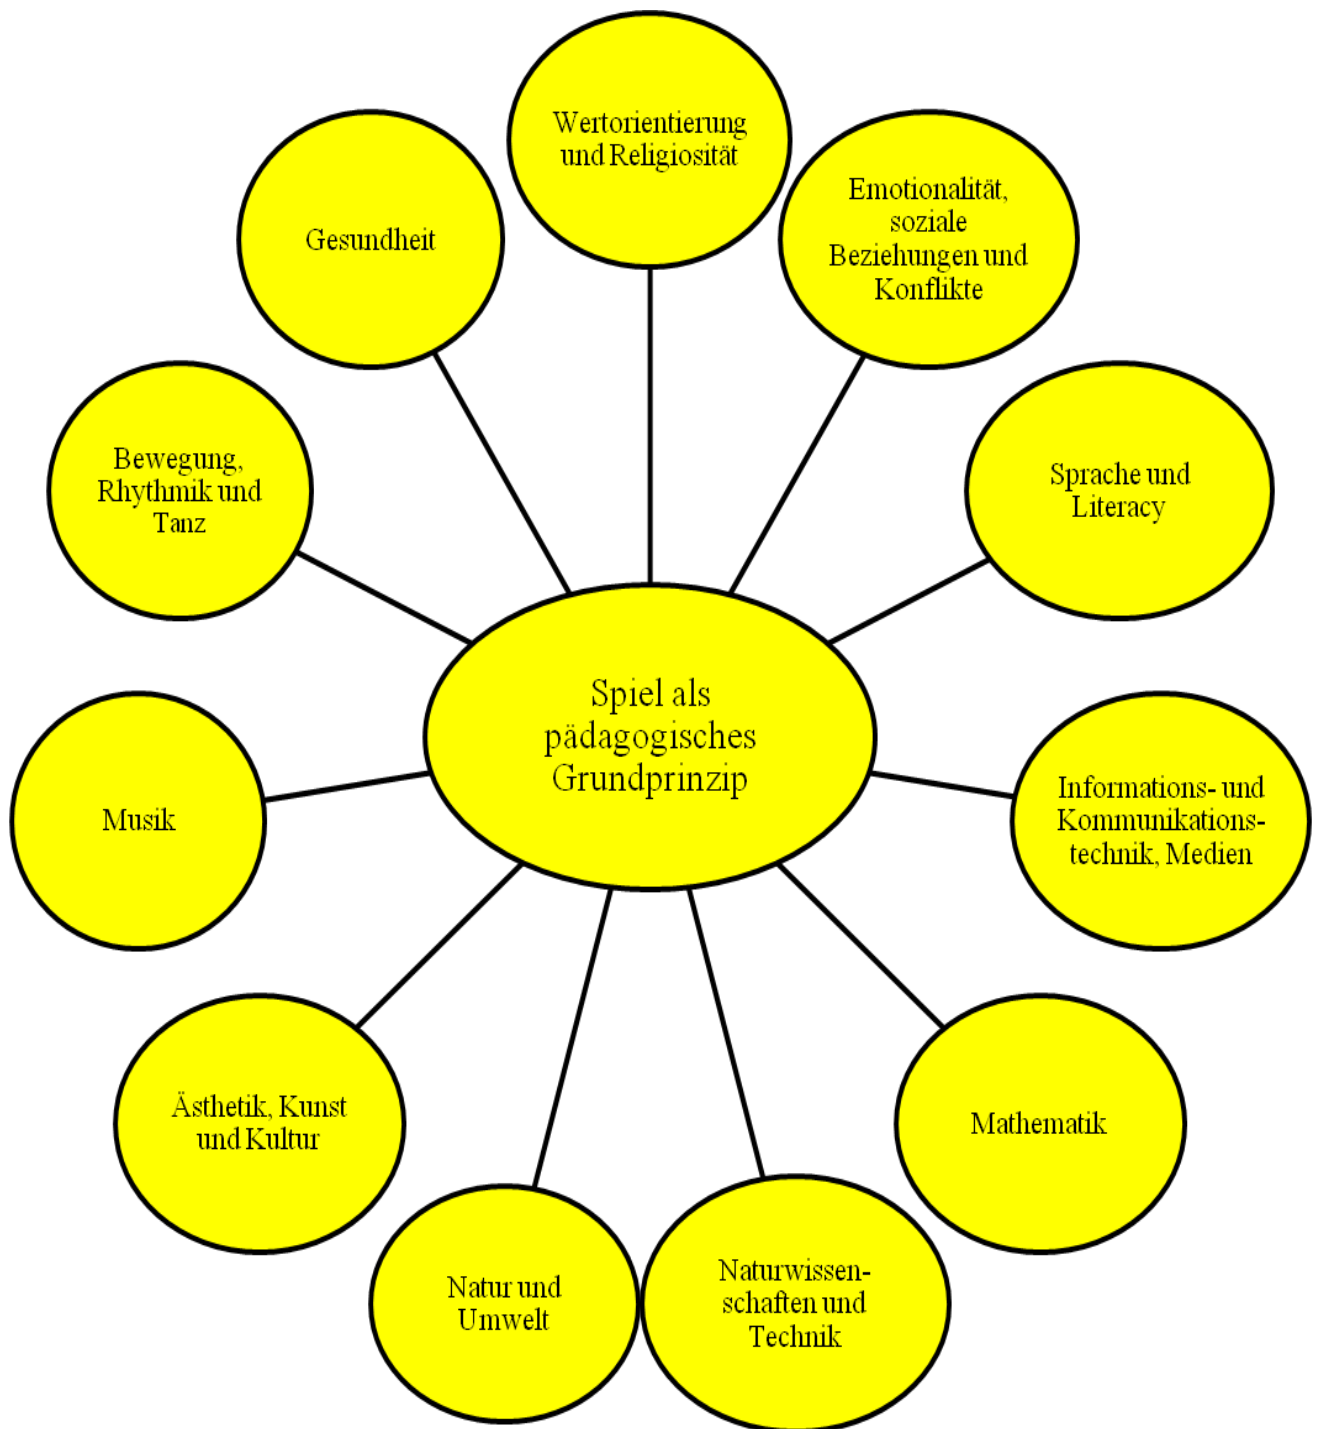 Wertorientierung
und Religiosität
Emotionalität,
soziale
Beziehungen und
Konflikte
Sprache und
Literacy
Informations- und
Kommunikations-
technik, Medien
Mathematik
Naturwissen-
schaften und
Technik
Natur und
Umwelt
Ästhetik, Kunst
und Kultur
Musik
Bewegung,
Rhythmik und
Tanz
Gesundheit
Spiel als
pädagogisches
Grundprinzip